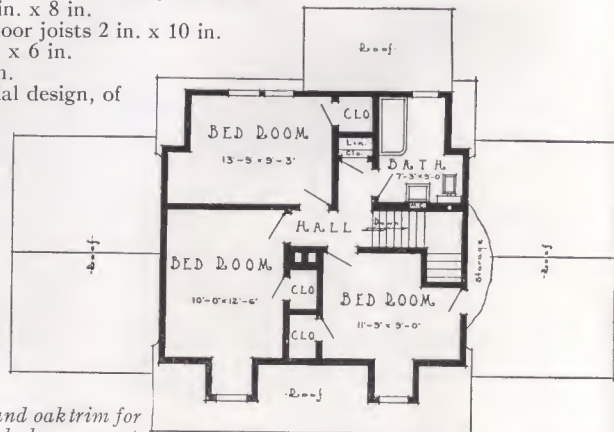 in. x 8 in.
oor joists 2 in. x 10 in.
x 6 in.
n.
al design, of
Roof
CLO
BED ROOM
13'-9" x 9'-3"
Lin.
Clo.
BATH
7'-3" x 9'-0"
HALL
Down
BED ROOM
10'-0" x 12'-6"
CLO
CLO
BED ROOM
11'-9" x 9'-0"
Storage
Roof
Roof
Roof
and oak trim for